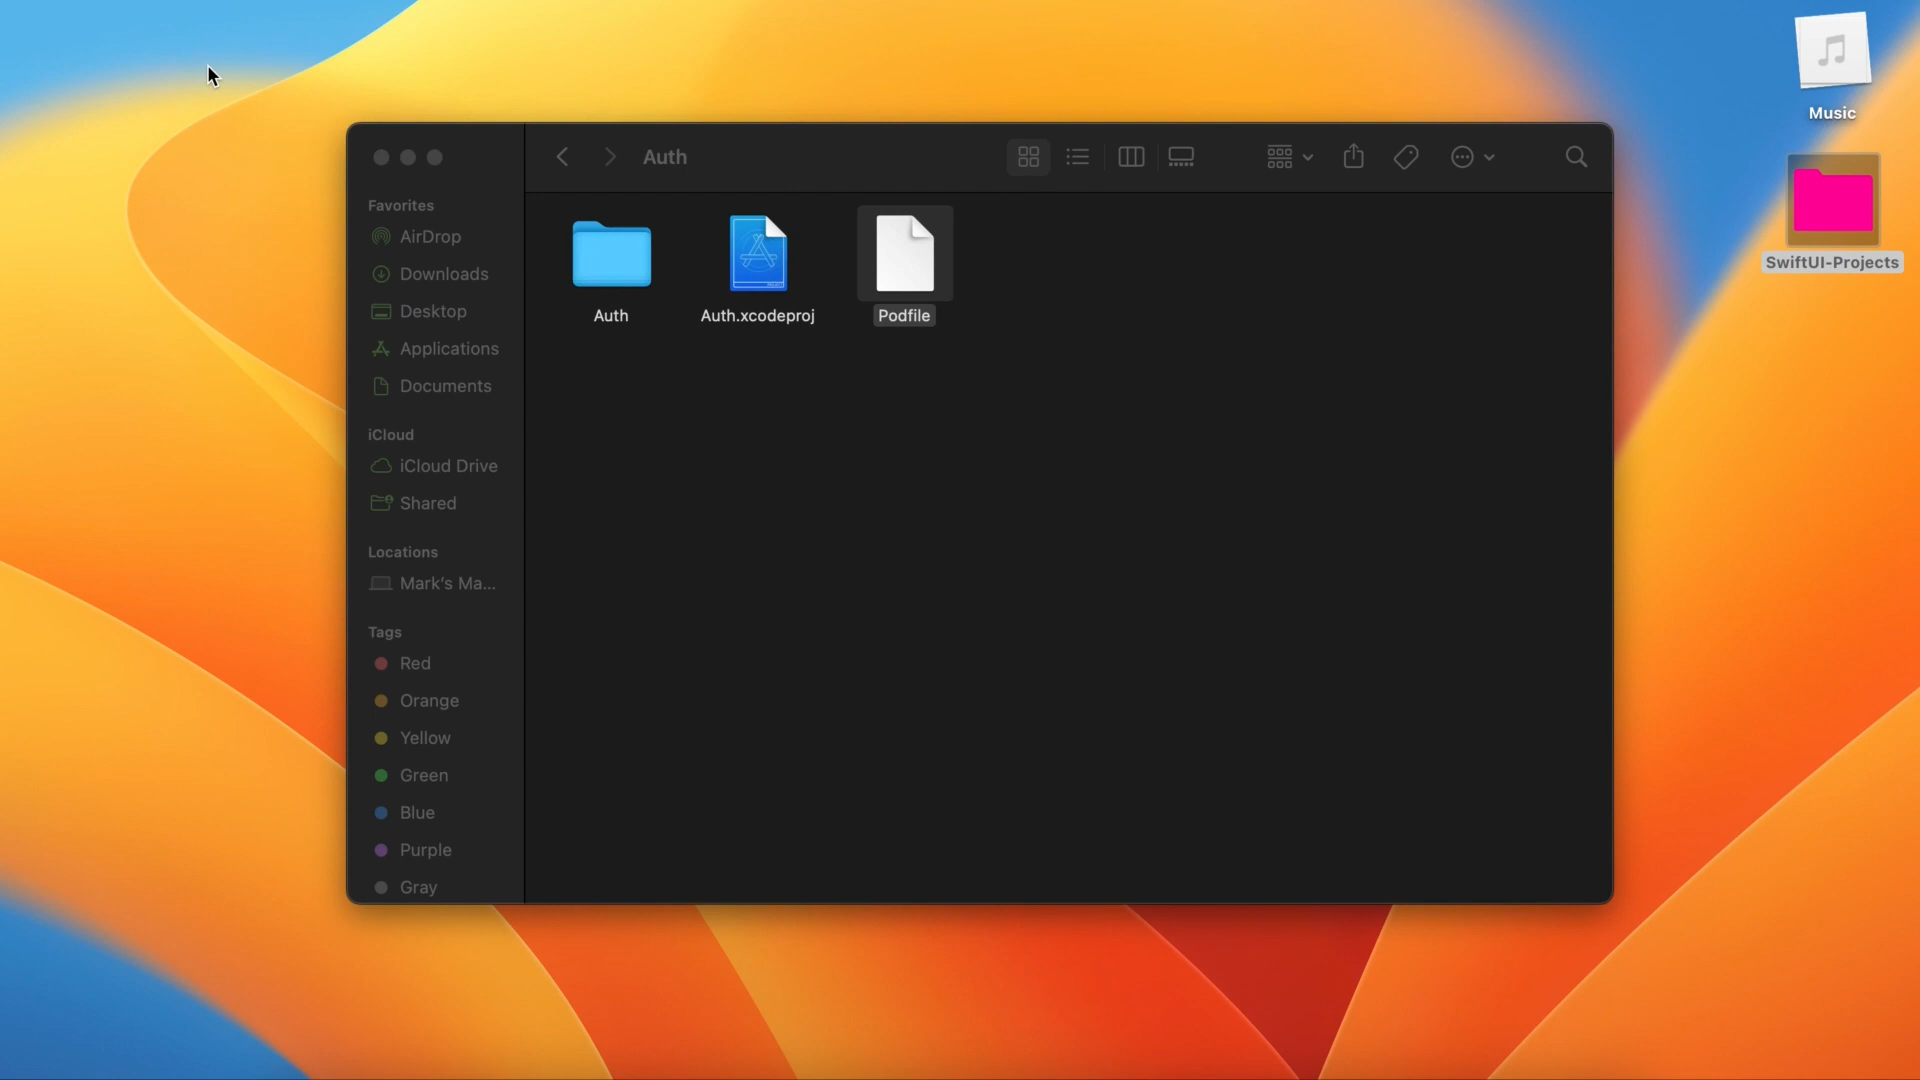 Music
SwiftUI-Projects
Auth
Favorites
AirDrop
Downloads
Desktop
Applications
Documents
iCloud
iCloud Drive
Shared
Locations
Mark's Ma...
Tags
Red
Orange
Yellow
Green
Blue
Purple
Gray
Auth
Auth.xcodeproj
Podfile